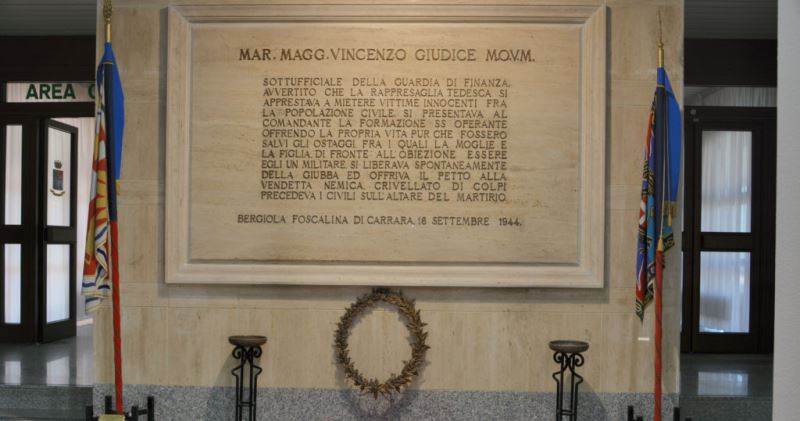 MAR. MAGG. VINCENZO GIUDICE M.O.V.M.
SOTTUFFICIALE DELLA GUARDIA DI FINANZA,
AVVERTITO CHE LA RAPPRESAGLIA TEDESCA SI
APPRESTAVA A MIETERE VITTIME INNOCENTI FRA
LA POPOLAZIONE CIVILE, SI PRESENTAVA AL
COMANDANTE LA FORMAZIONE SS OPERANTE
OFFRENDO LA PROPRIA VITA PUR CHE FOSSERO
SALVI GLI OSTAGGI FRA I QUALI LA MOGLIE E
LA FIGLIA. DI FRONTE ALL'OBIEZIONE ESSERE
EGLI UN MILITARE, SI LIBERAVA SPONTANEAMENTE
DELLA GIUBBA ED OFFRIVA IL PETTO ALLA
VENDETTA NEMICA. CRIVELLATO DI COLPI
PRECEDEVA I CIVILI SULL'ALTARE DEL MARTIRIO.
BERGIOLA FOSCALINA DI CARRARA, 16 SETTEMBRE 1944.
AREA